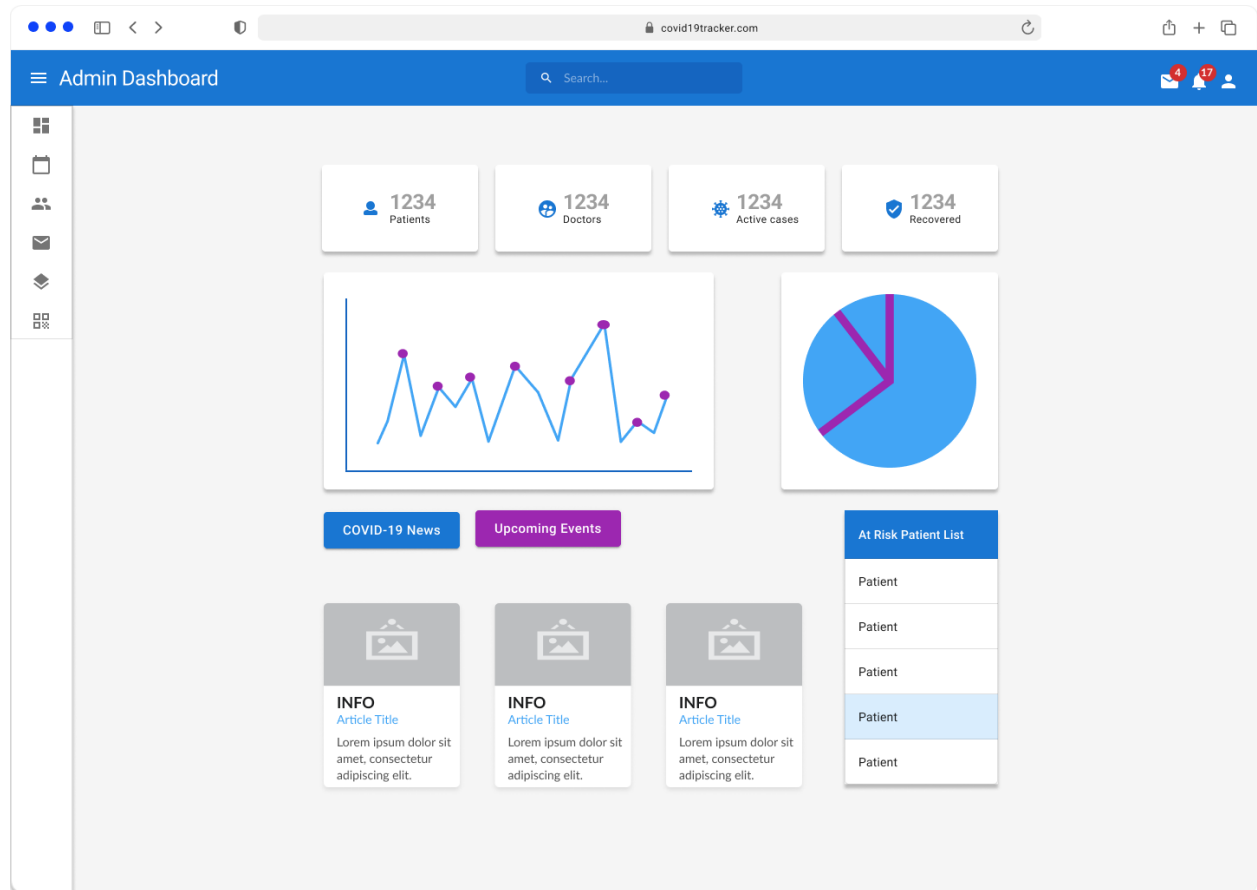 covid19tracker.com
Admin Dashboard
Search...
4
17
1234
Patients
1234
Doctors
1234
Active cases
1234
Recovered
COVID-19 News
Upcoming Events
At Risk Patient List
Patient
Patient
Patient
Patient
Patient
INFO
Article Title
Lorem ipsum dolor sit
amet, consectetur
adipiscing elit.
INFO
Article Title
Lorem ipsum dolor sit
amet, consectetur
adipiscing elit.
INFO
Article Title
Lorem ipsum dolor sit
amet, consectetur
adipiscing elit.